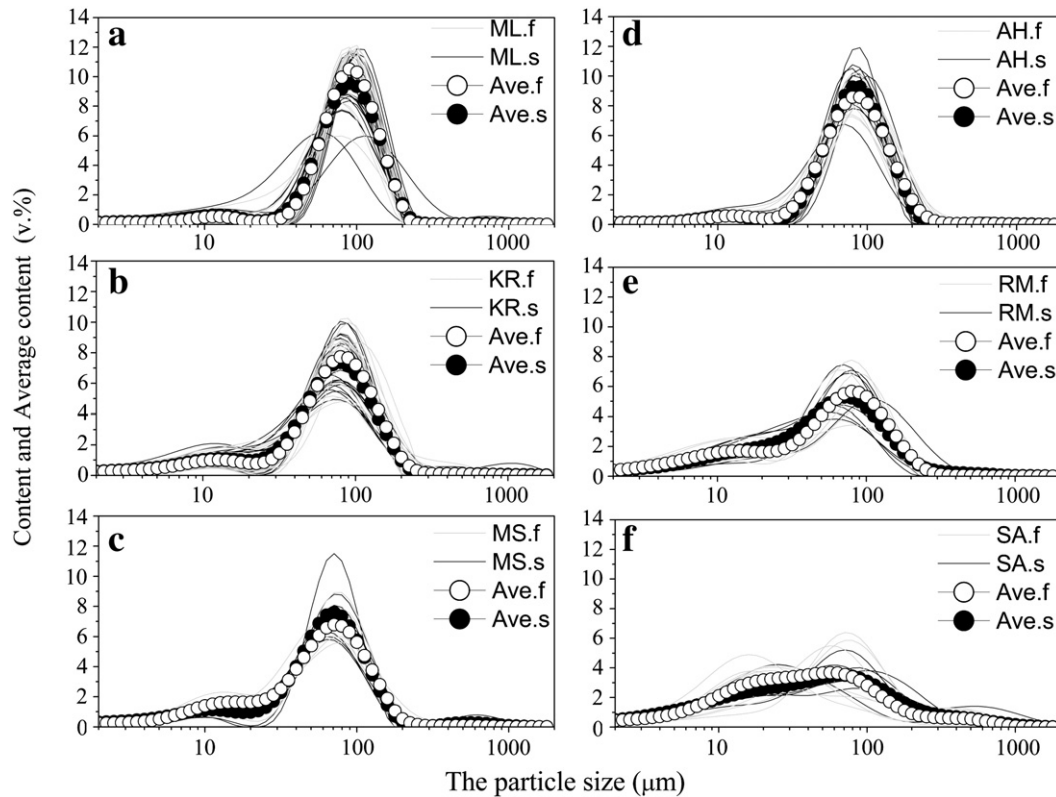 Content and Average content (v.%)
a
14
12
10
8
6
4
2
0
ML.f
ML.s
Ave.f
Ave.s
10
100
1000
b
14
12
10
8
6
4
2
0
KR.f
KR.s
Ave.f
Ave.s
10
100
1000
c
14
12
10
8
6
4
2
0
MS.f
MS.s
Ave.f
Ave.s
10
100
1000
d
14
12
10
8
6
4
2
0
AH.f
AH.s
Ave.f
Ave.s
10
100
1000
e
14
12
10
8
6
4
2
0
RM.f
RM.s
Ave.f
Ave.s
10
100
1000
f
14
12
10
8
6
4
2
0
SA.f
SA.s
Ave.f
Ave.s
10
100
1000
The particle size (μm)